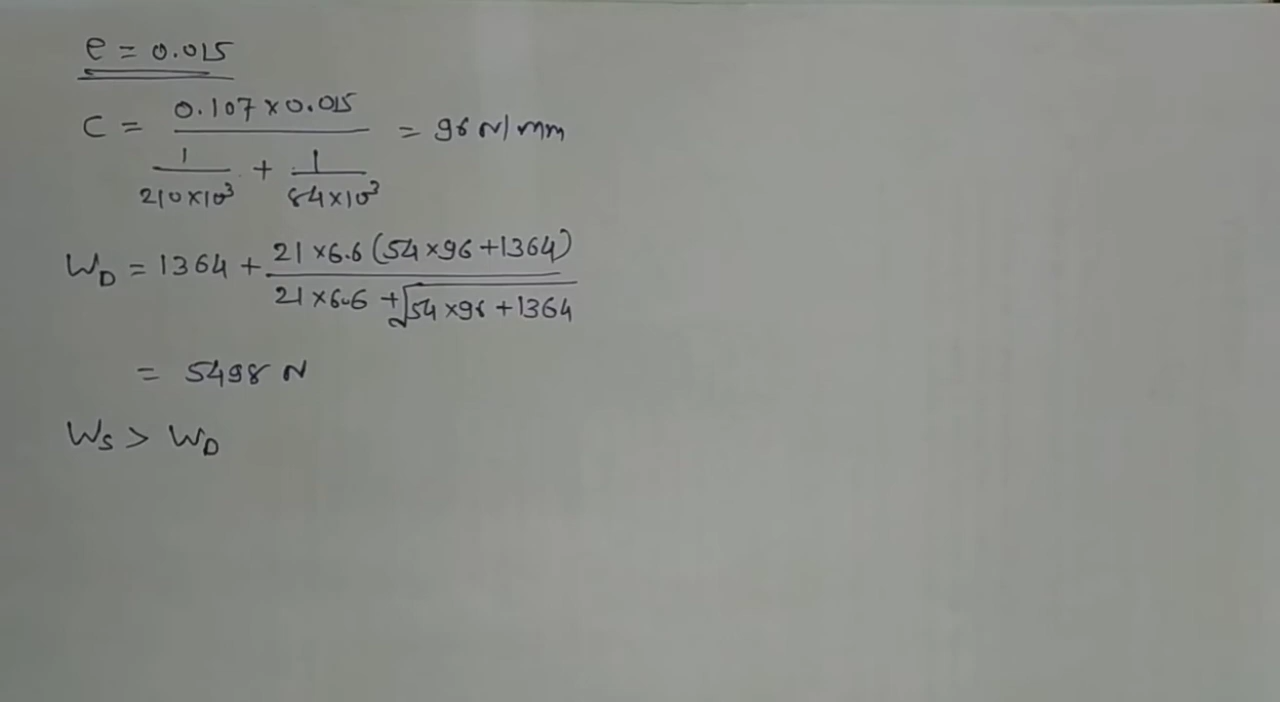 e = 0.015
C = 0.107 × 0.015 / (1 / 210×10³ + 1 / 84×10³) = 96 N/mm
W_D = 1364 + 21 × 6.6 (54 × 96 + 1364) / (21 × 6.6 + √54 × 96 + 1364)
= 5498 N
W_S > W_D